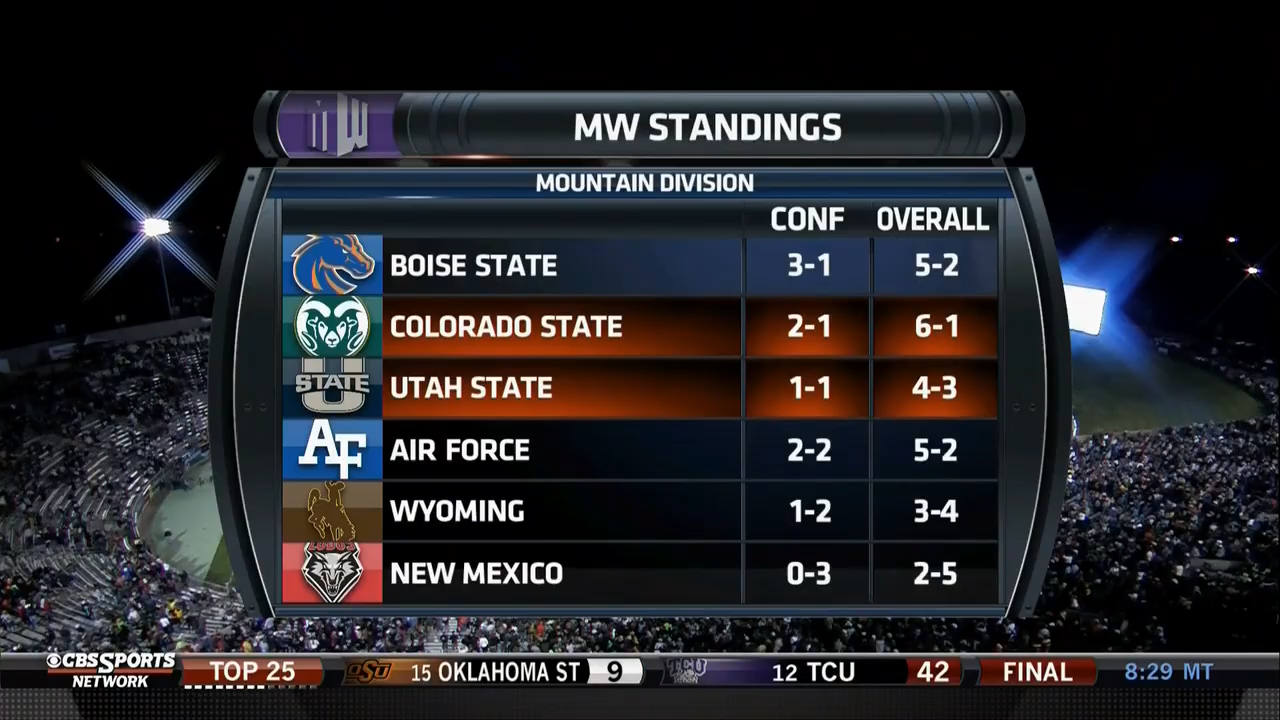 MW
MW STANDINGS
MOUNTAIN DIVISION
CONF OVERALL
BOISE STATE 3-1 5-2
STATE
COLORADO STATE 2-1 6-1
UTAH STATE 1-1 4-3
AF AIR FORCE 2-2 5-2
WYOMING 1-2 3-4
LOBOS
NEW MEXICO 0-3 2-5
CBS SPORTS NETWORK TOP 25 OSU 15 OKLAHOMA ST 9 TCU 12 TCU 42 FINAL 8:29 MT